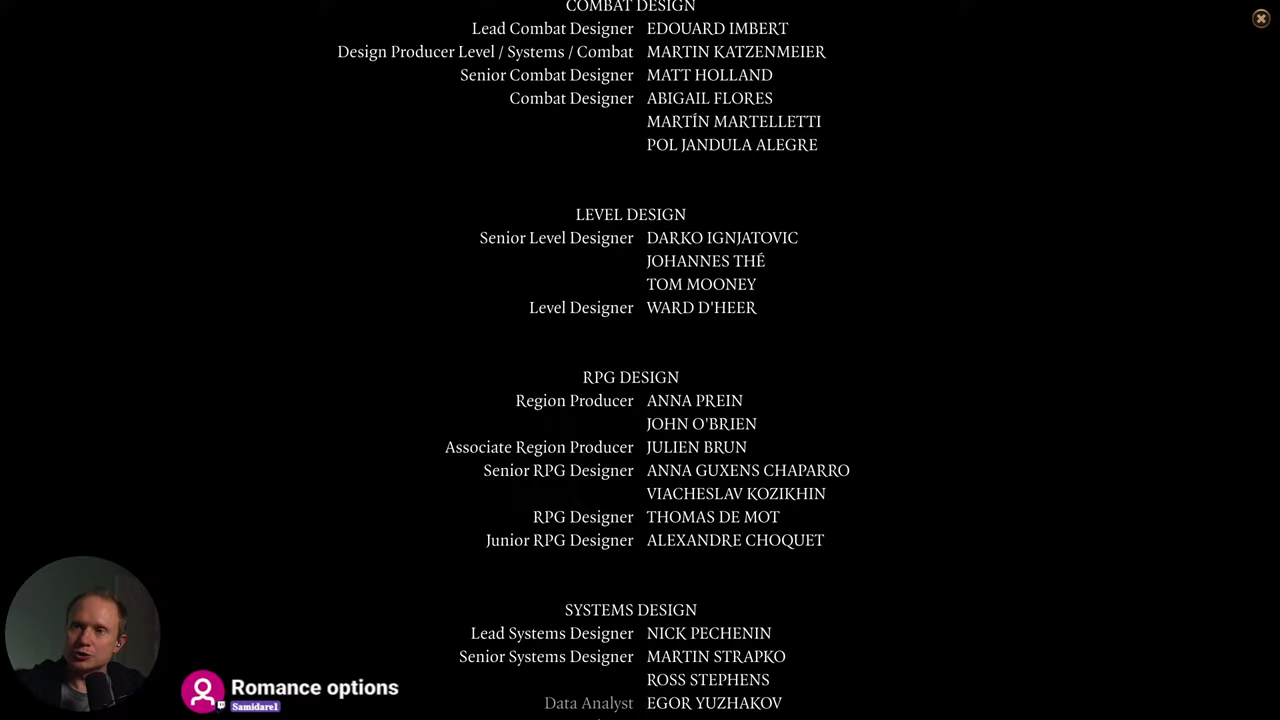 COMBAT DESIGN
Lead Combat Designer EDOUARD IMBERT
Design Producer Level / Systems / Combat MARTIN KATZENMEIER
Senior Combat Designer MATT HOLLAND
Combat Designer ABIGAIL FLORES
MARTÍN MARTELLETTI
POL JANDULA ALEGRE
LEVEL DESIGN
Senior Level Designer DARKO IGNJATOVIC
JOHANNES THÉ
TOM MOONEY
Level Designer WARD D'HEER
RPG DESIGN
Region Producer ANNA PREIN
JOHN O'BRIEN
Associate Region Producer JULIEN BRUN
Senior RPG Designer ANNA GUXENS CHAPARRO
VIACHESLAV KOZIKHIN
RPG Designer THOMAS DE MOT
Junior RPG Designer ALEXANDRE CHOQUET
SYSTEMS DESIGN
Lead Systems Designer NICK PECHENIN
Senior Systems Designer MARTIN STRAPKO
ROSS STEPHENS
Data Analyst EGOR YUZHAKOV
Romance options
Samidare1